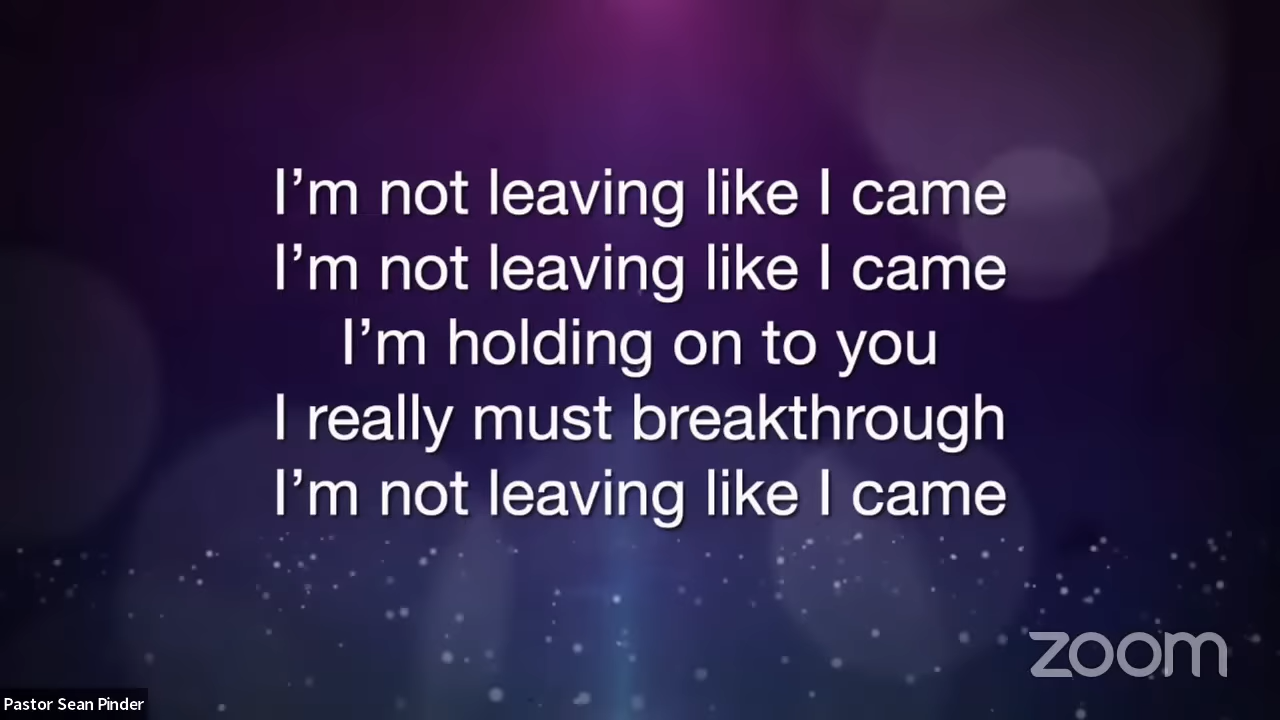 I’m not leaving like I came
I’m not leaving like I came
I’m holding on to you
I really must breakthrough
I’m not leaving like I came
zoom
Pastor Sean Pinder